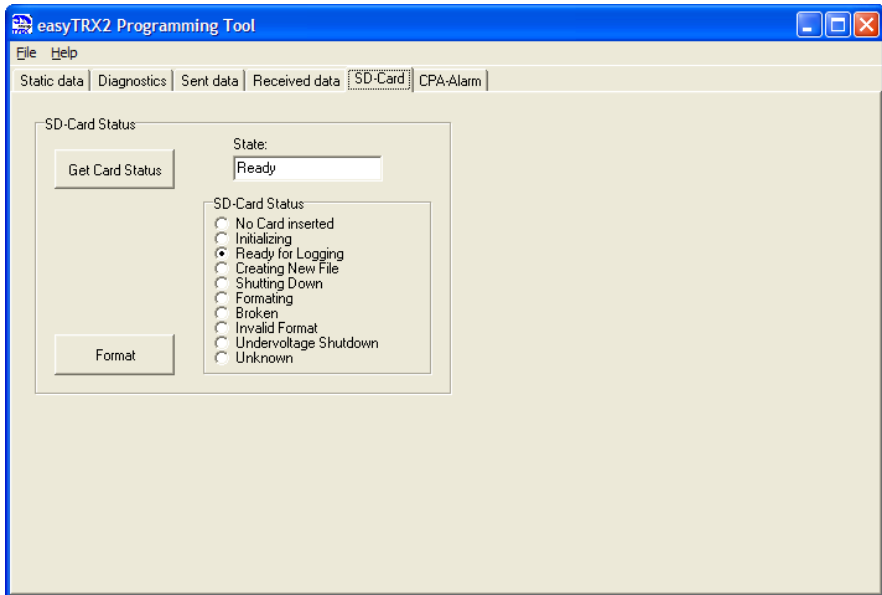 easyTRX2 Programming Tool
File Help
Static data Diagnostics Sent data Received data SD-Card CPA-Alarm
SD-Card Status
Get Card Status
State:
Ready
SD-Card Status
No Card inserted
Initializing
Ready for Logging
Creating New File
Shutting Down
Formating
Broken
Invalid Format
Undervoltage Shutdown
Unknown
Format